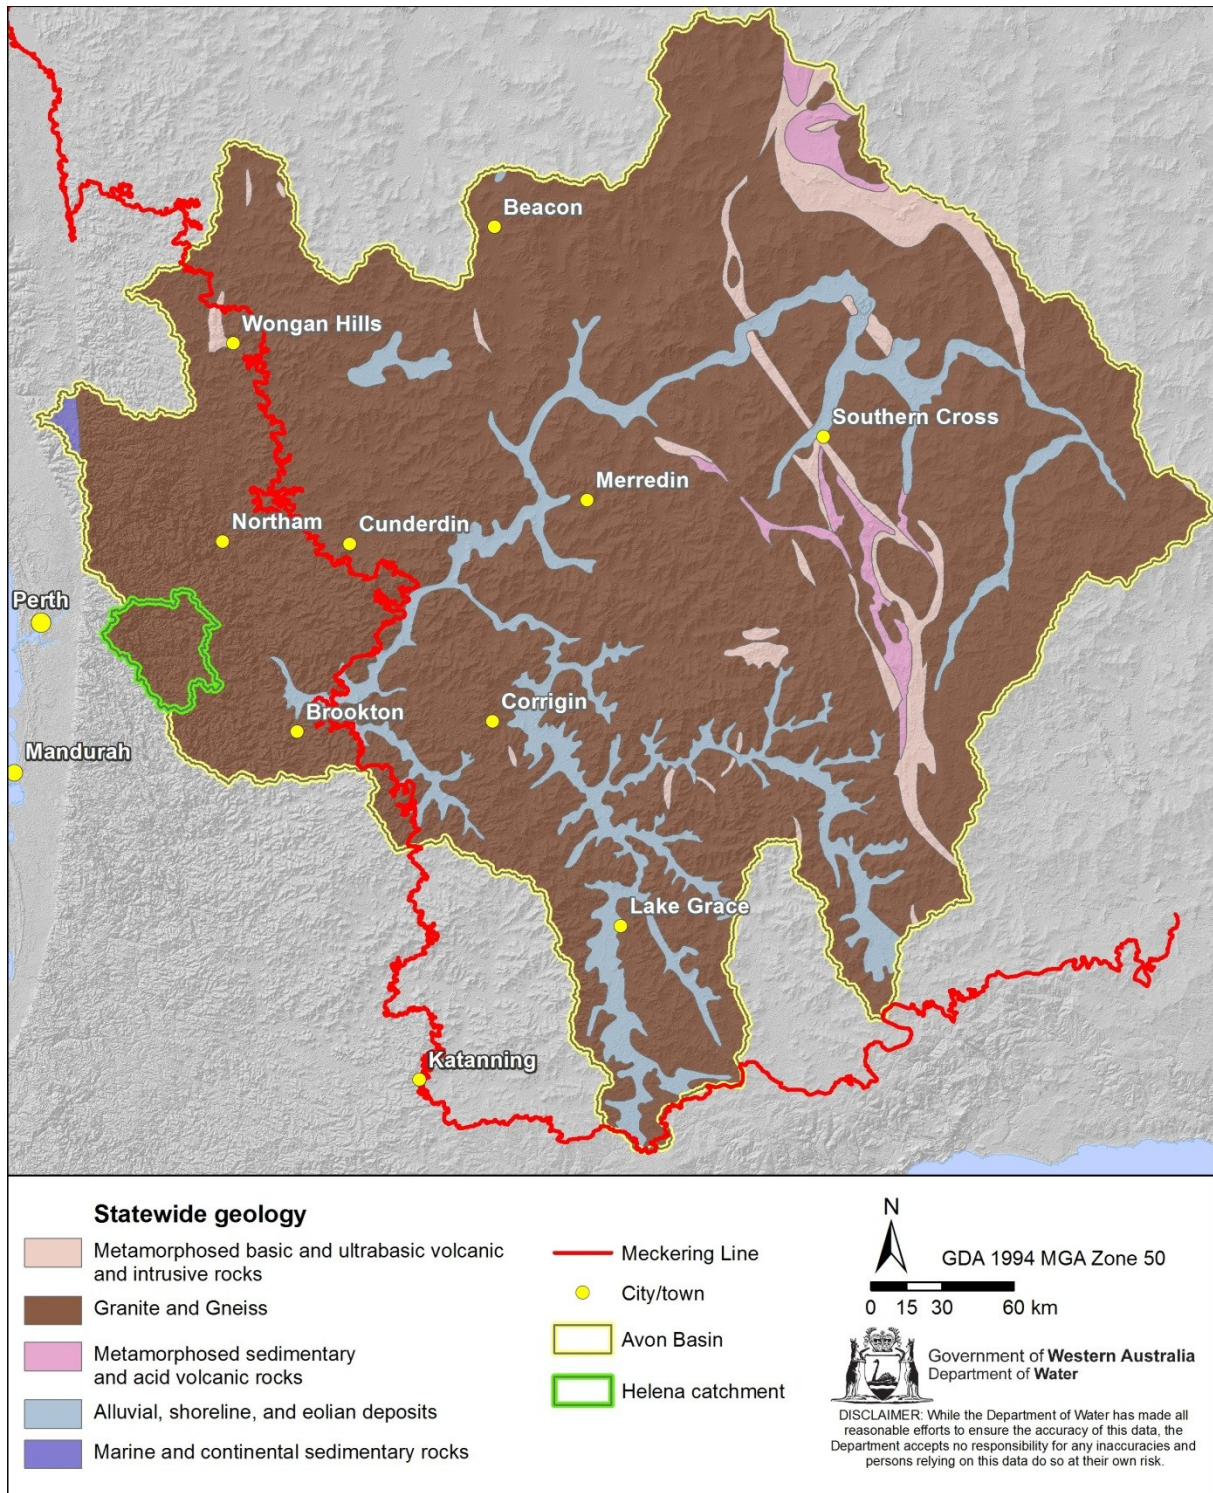 Beacon
Wongan Hills
Southern Cross
Merredin
Northam
Cunderdin
Perth
Brookton
Corrigin
Mandurah
Lake Grace
Katanning
Statewide geology
Metamorphosed basic and ultrabasic volcanic
and intrusive rocks
Granite and Gneiss
Metamorphosed sedimentary
and acid volcanic rocks
Alluvial, shoreline, and eolian deposits
Marine and continental sedimentary rocks
Meckering Line
City/town
Avon Basin
Helena catchment
N
GDA 1994 MGA Zone 50
0 15 30 60 km
Government of Western Australia
Department of Water
DISCLAIMER: While the Department of Water has made all
reasonable efforts to ensure the accuracy of this data, the
Department accepts no responsibility for any inaccuracies and
persons relying on this data do so at their own risk.